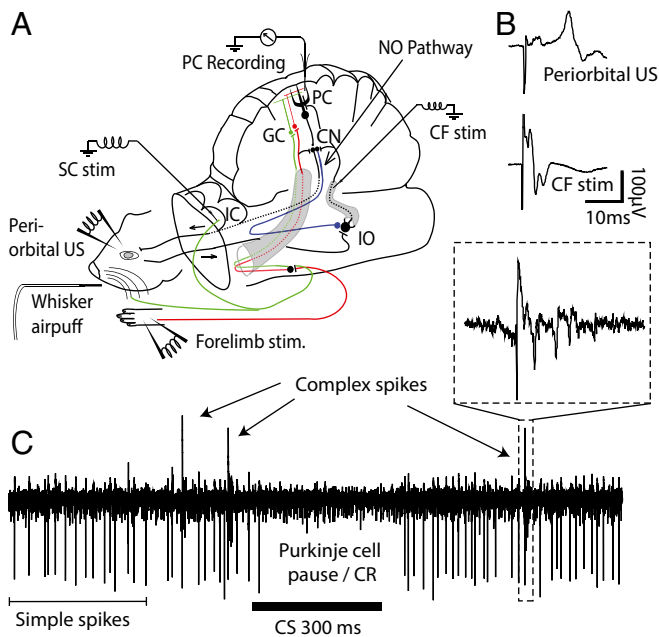 A
B
PC Recording
NO Pathway
PC
GC
CN
CF stim
SC stim
IC
IO
Peri-
orbital US
Whisker
airpuff
Forelimb stim.
Periorbital US
CF stim
100µV
10ms
Complex spikes
C
Purkinje cell
pause / CR
Simple spikes
CS 300 ms